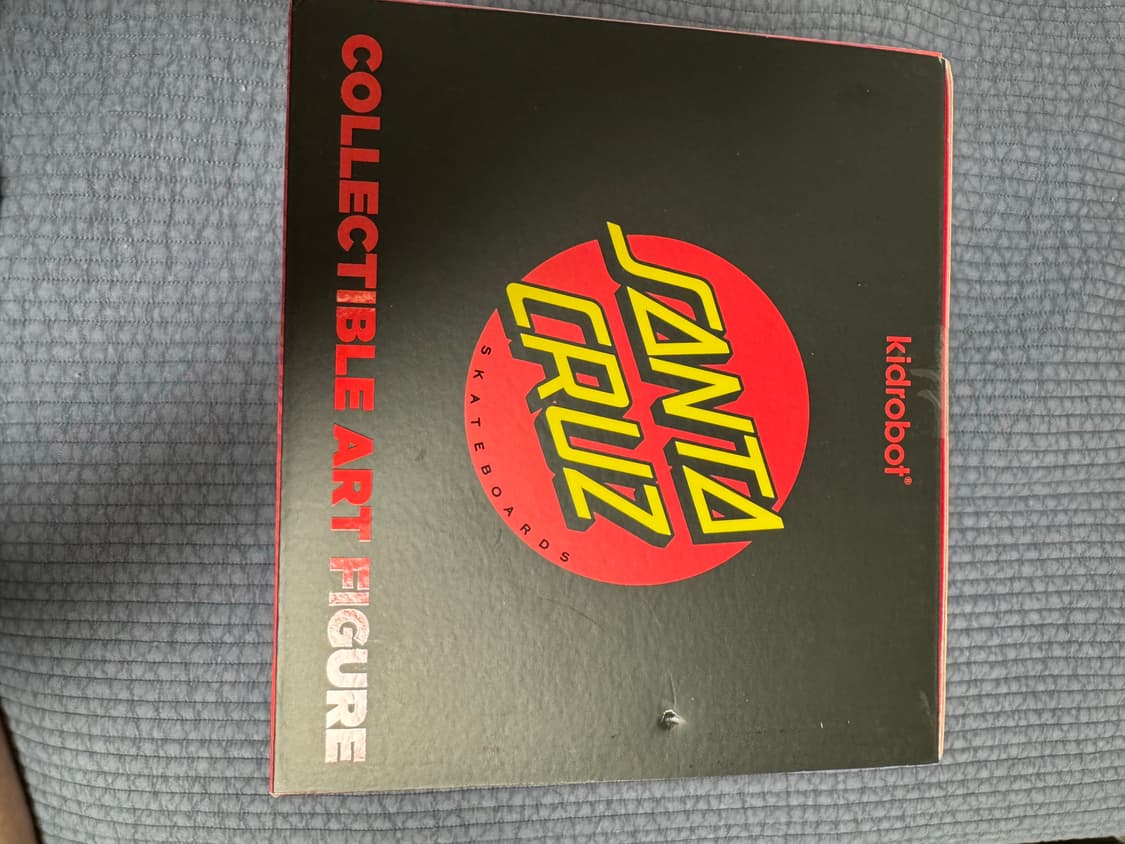 kidrobot®
SANTA
CRUZ
SKATEBOARDS
COLLECTIBLE ART FIGURE